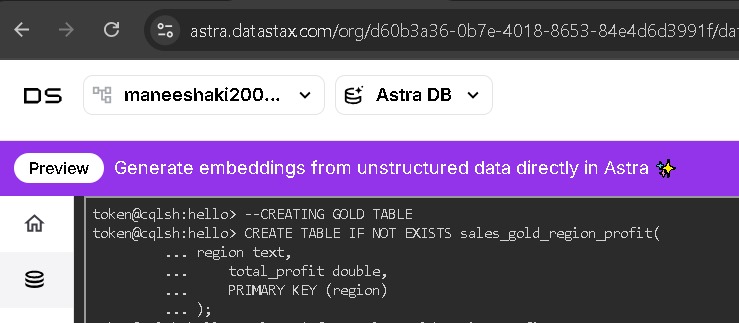 astra.datastax.com/org/d60b3a36-0b7e-4018-8653-84e4d6d3991f/dat
DS maneeshaki200... Astra DB
Preview Generate embeddings from unstructured data directly in Astra ✨
token@cqlsh:hello> --CREATING GOLD TABLE
token@cqlsh:hello> CREATE TABLE IF NOT EXISTS sales_gold_region_profit(
... region text,
... total_profit double,
... PRIMARY KEY (region)
... );